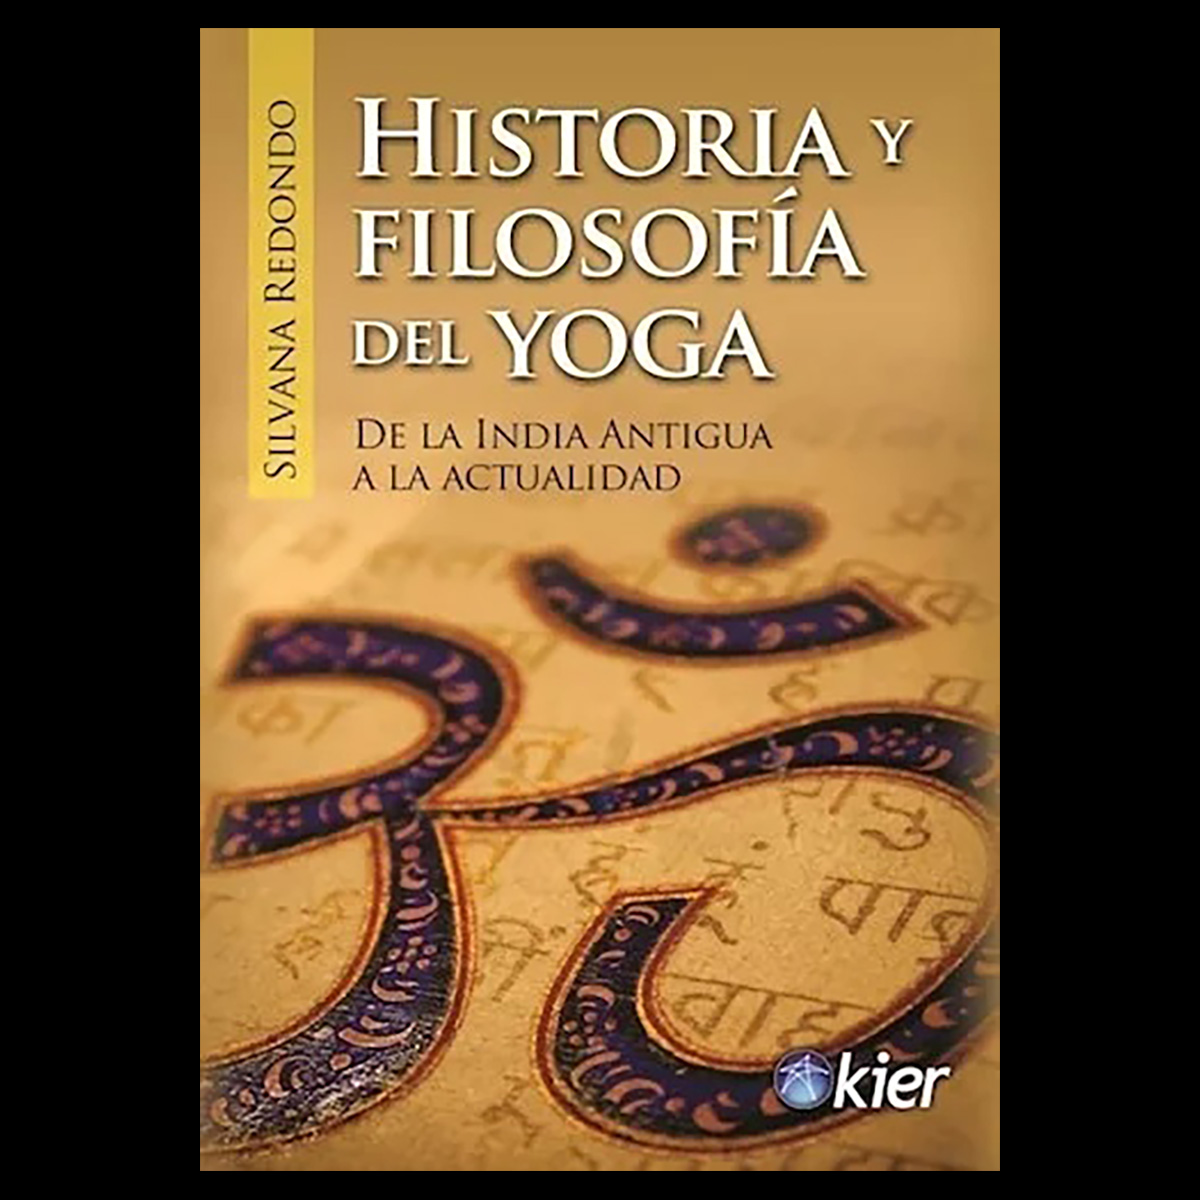 SILVANA REDONDO
HISTORIA Y
FILOSOFÍA
DEL YOGA
DE LA INDIA ANTIGUA
A LA ACTUALIDAD
ॐ
kier